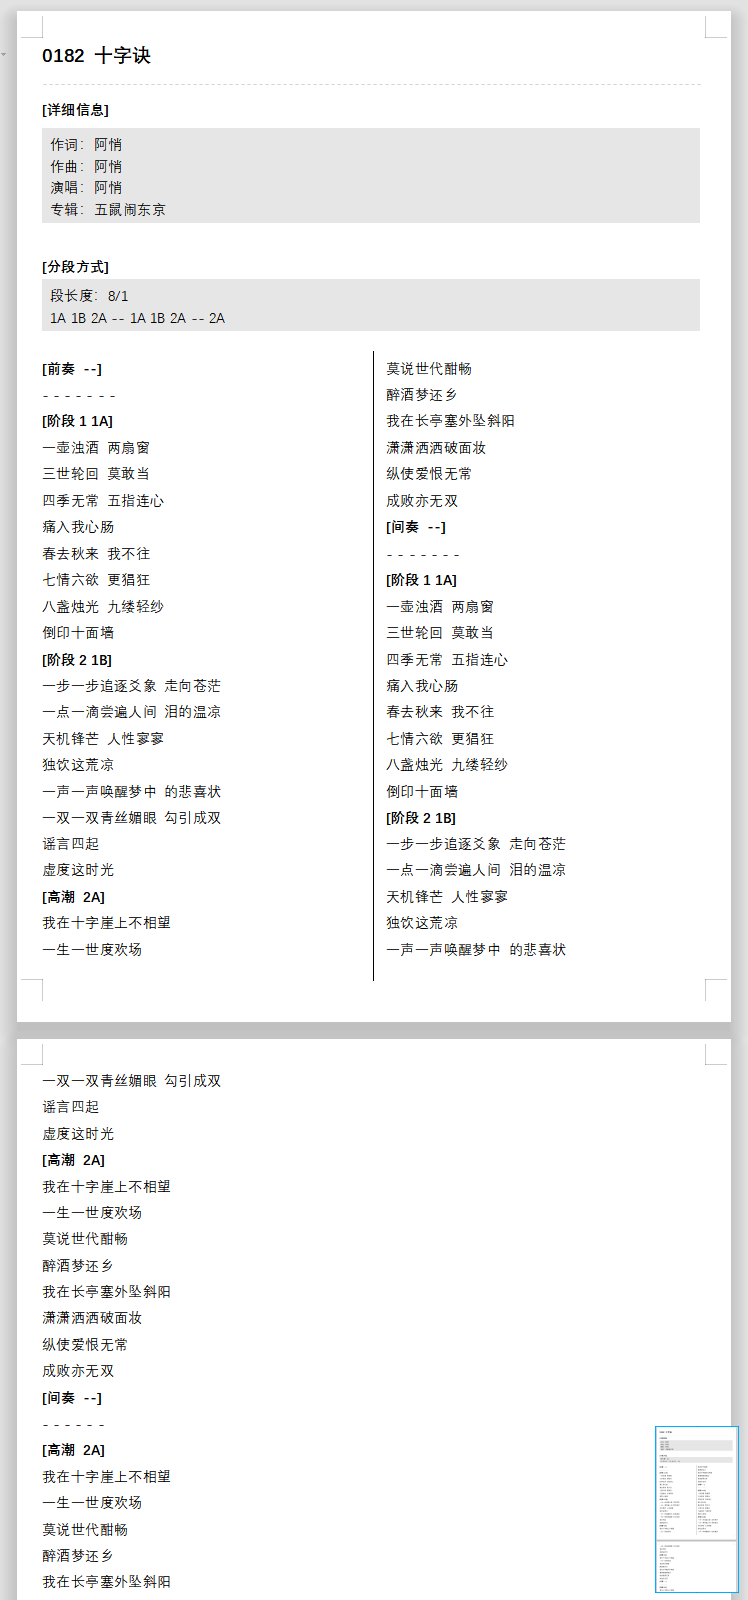 0182 十字诀
[详细信息]
作词：阿悄
作曲：阿悄
演唱：阿悄
专辑：五鼠闹东京
[分段方式]
段长度：8/1
1A 1B 2A -- 1A 1B 2A -- 2A
[前奏 --]
- - - - - - -
[阶段 1 1A]
一壶浊酒 两扇窗
三世轮回 莫敢当
四季无常 五指连心
痛入我心肠
春去秋来 我不往
七情六欲 更猖狂
八盏烛光 九缕轻纱
倒印十面墙
[阶段 2 1B]
一步一步追逐爻象 走向苍茫
一点一滴尝遍人间 泪的温凉
天机锋芒 人性寥寥
独饮这荒凉
一声一声唤醒梦中 的悲喜状
一双一双青丝媚眼 勾引成双
谣言四起
虚度这时光
[高潮 2A]
我在十字崖上不相望
一生一世度欢场
莫说世代酣畅
醉酒梦还乡
我在长亭塞外坠斜阳
潇潇洒洒破面妆
纵使爱恨无常
成败亦无双
[间奏 --]
- - - - - - -
[阶段 1 1A]
一壶浊酒 两扇窗
三世轮回 莫敢当
四季无常 五指连心
痛入我心肠
春去秋来 我不往
七情六欲 更猖狂
八盏烛光 九缕轻纱
倒印十面墙
[阶段 2 1B]
一步一步追逐爻象 走向苍茫
一点一滴尝遍人间 泪的温凉
天机锋芒 人性寥寥
独饮这荒凉
一声一声唤醒梦中 的悲喜状
一双一双青丝媚眼 勾引成双
谣言四起
虚度这时光
[高潮 2A]
我在十字崖上不相望
一生一世度欢场
莫说世代酣畅
醉酒梦还乡
我在长亭塞外坠斜阳
潇潇洒洒破面妆
纵使爱恨无常
成败亦无双
[间奏 --]
- - - - - -
[高潮 2A]
我在十字崖上不相望
一生一世度欢场
莫说世代酣畅
醉酒梦还乡
我在长亭塞外坠斜阳